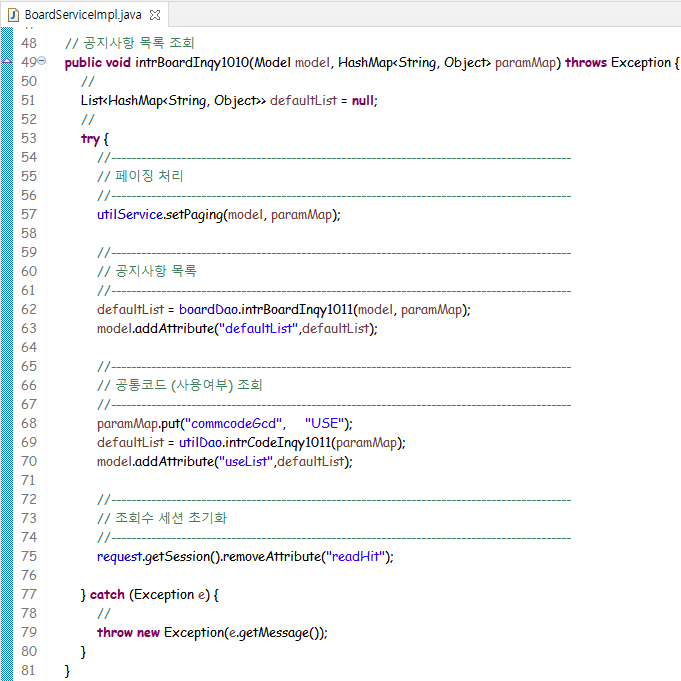 BoardServiceImpl.java
48 // 공지사항 목록 조회
49 public void intrBoardInqy1010(Model model, HashMap<String, Object> paramMap) throws Exception {
50 //
51 List<HashMap<String, Object>> defaultList = null;
52 //
53 try {
54 //--------------------------------------------------------------------------------------------
55 // 페이징 처리
56 //--------------------------------------------------------------------------------------------
57 utilService.setPaging(model, paramMap);
58
59 //--------------------------------------------------------------------------------------------
60 // 공지사항 목록
61 //--------------------------------------------------------------------------------------------
62 defaultList = boardDao.intrBoardInqy1011(model, paramMap);
63 model.addAttribute("defaultList",defaultList);
64
65 //--------------------------------------------------------------------------------------------
66 // 공통코드 (사용여부) 조회
67 //--------------------------------------------------------------------------------------------
68 paramMap.put("commcodeGcd", "USE");
69 defaultList = utilDao.intrCodeInqy1011(paramMap);
70 model.addAttribute("useList",defaultList);
71
72 //--------------------------------------------------------------------------------------------
73 // 조회수 세션 초기화
74 //--------------------------------------------------------------------------------------------
75 request.getSession().removeAttribute("readHit");
76
77 } catch (Exception e) {
78 //
79 throw new Exception(e.getMessage());
80 }
81 }